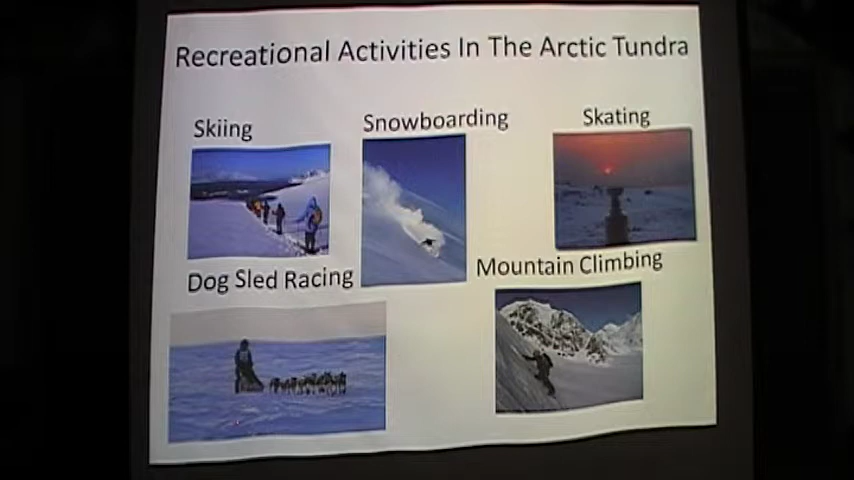 Recreational Activities In The Arctic Tundra
Skiing
Snowboarding
Skating
Dog Sled Racing
Mountain Climbing